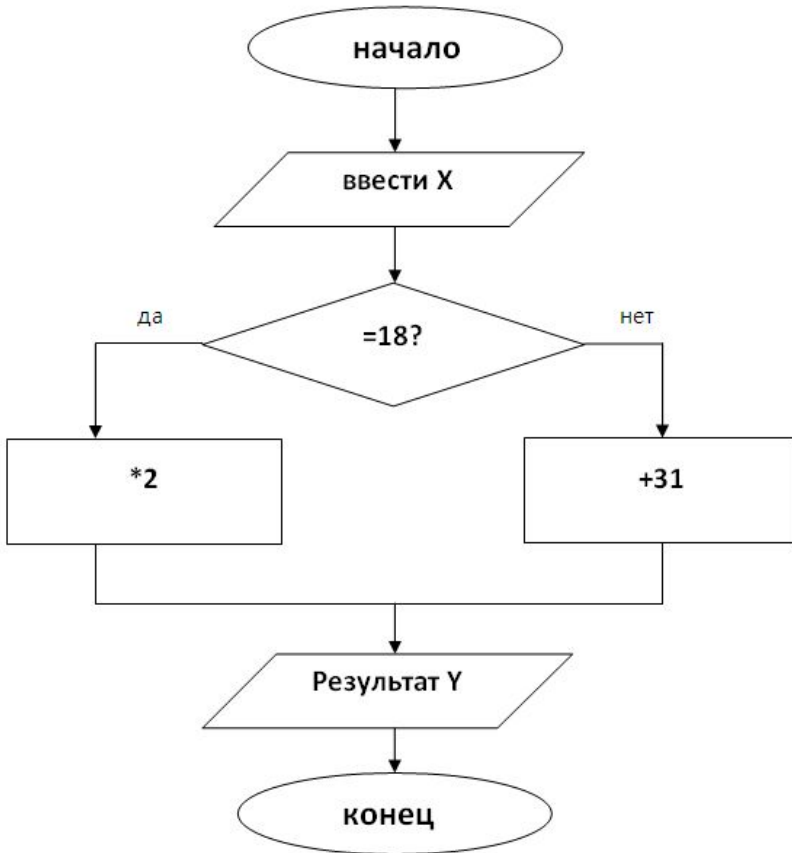 начало
ввести X
да
=18?
нет
*2
+31
Результат Y
конец